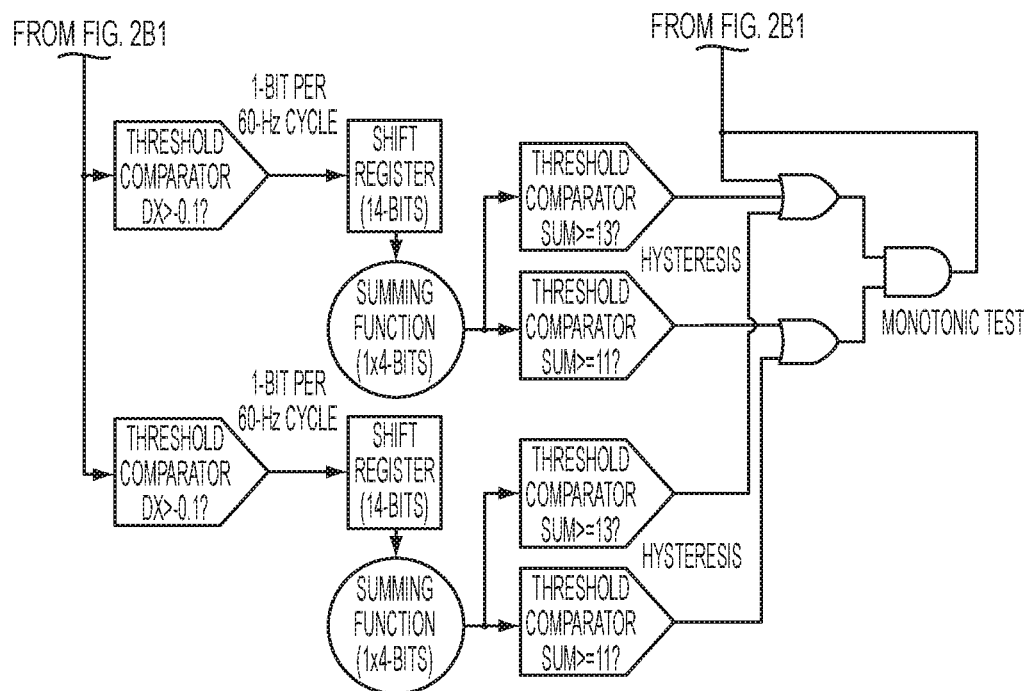 FROM FIG. 2B1
FROM FIG. 2B1
1-BIT PER
60-Hz CYCLE
THRESHOLD
COMPARATOR
DX>-0.1?
SHIFT
REGISTER
(14-BITS)
THRESHOLD
COMPARATOR
SUM>=13?
HYSTERESIS
SUMMING
FUNCTION
(1x4-BITS)
THRESHOLD
COMPARATOR
SUM>=11?
MONOTONIC TEST
1-BIT PER
60-Hz CYCLE
THRESHOLD
COMPARATOR
DX>-0.1?
SHIFT
REGISTER
(14-BITS)
THRESHOLD
COMPARATOR
SUM>=13?
HYSTERESIS
SUMMING
FUNCTION
(1x4-BITS)
THRESHOLD
COMPARATOR
SUM>=11?